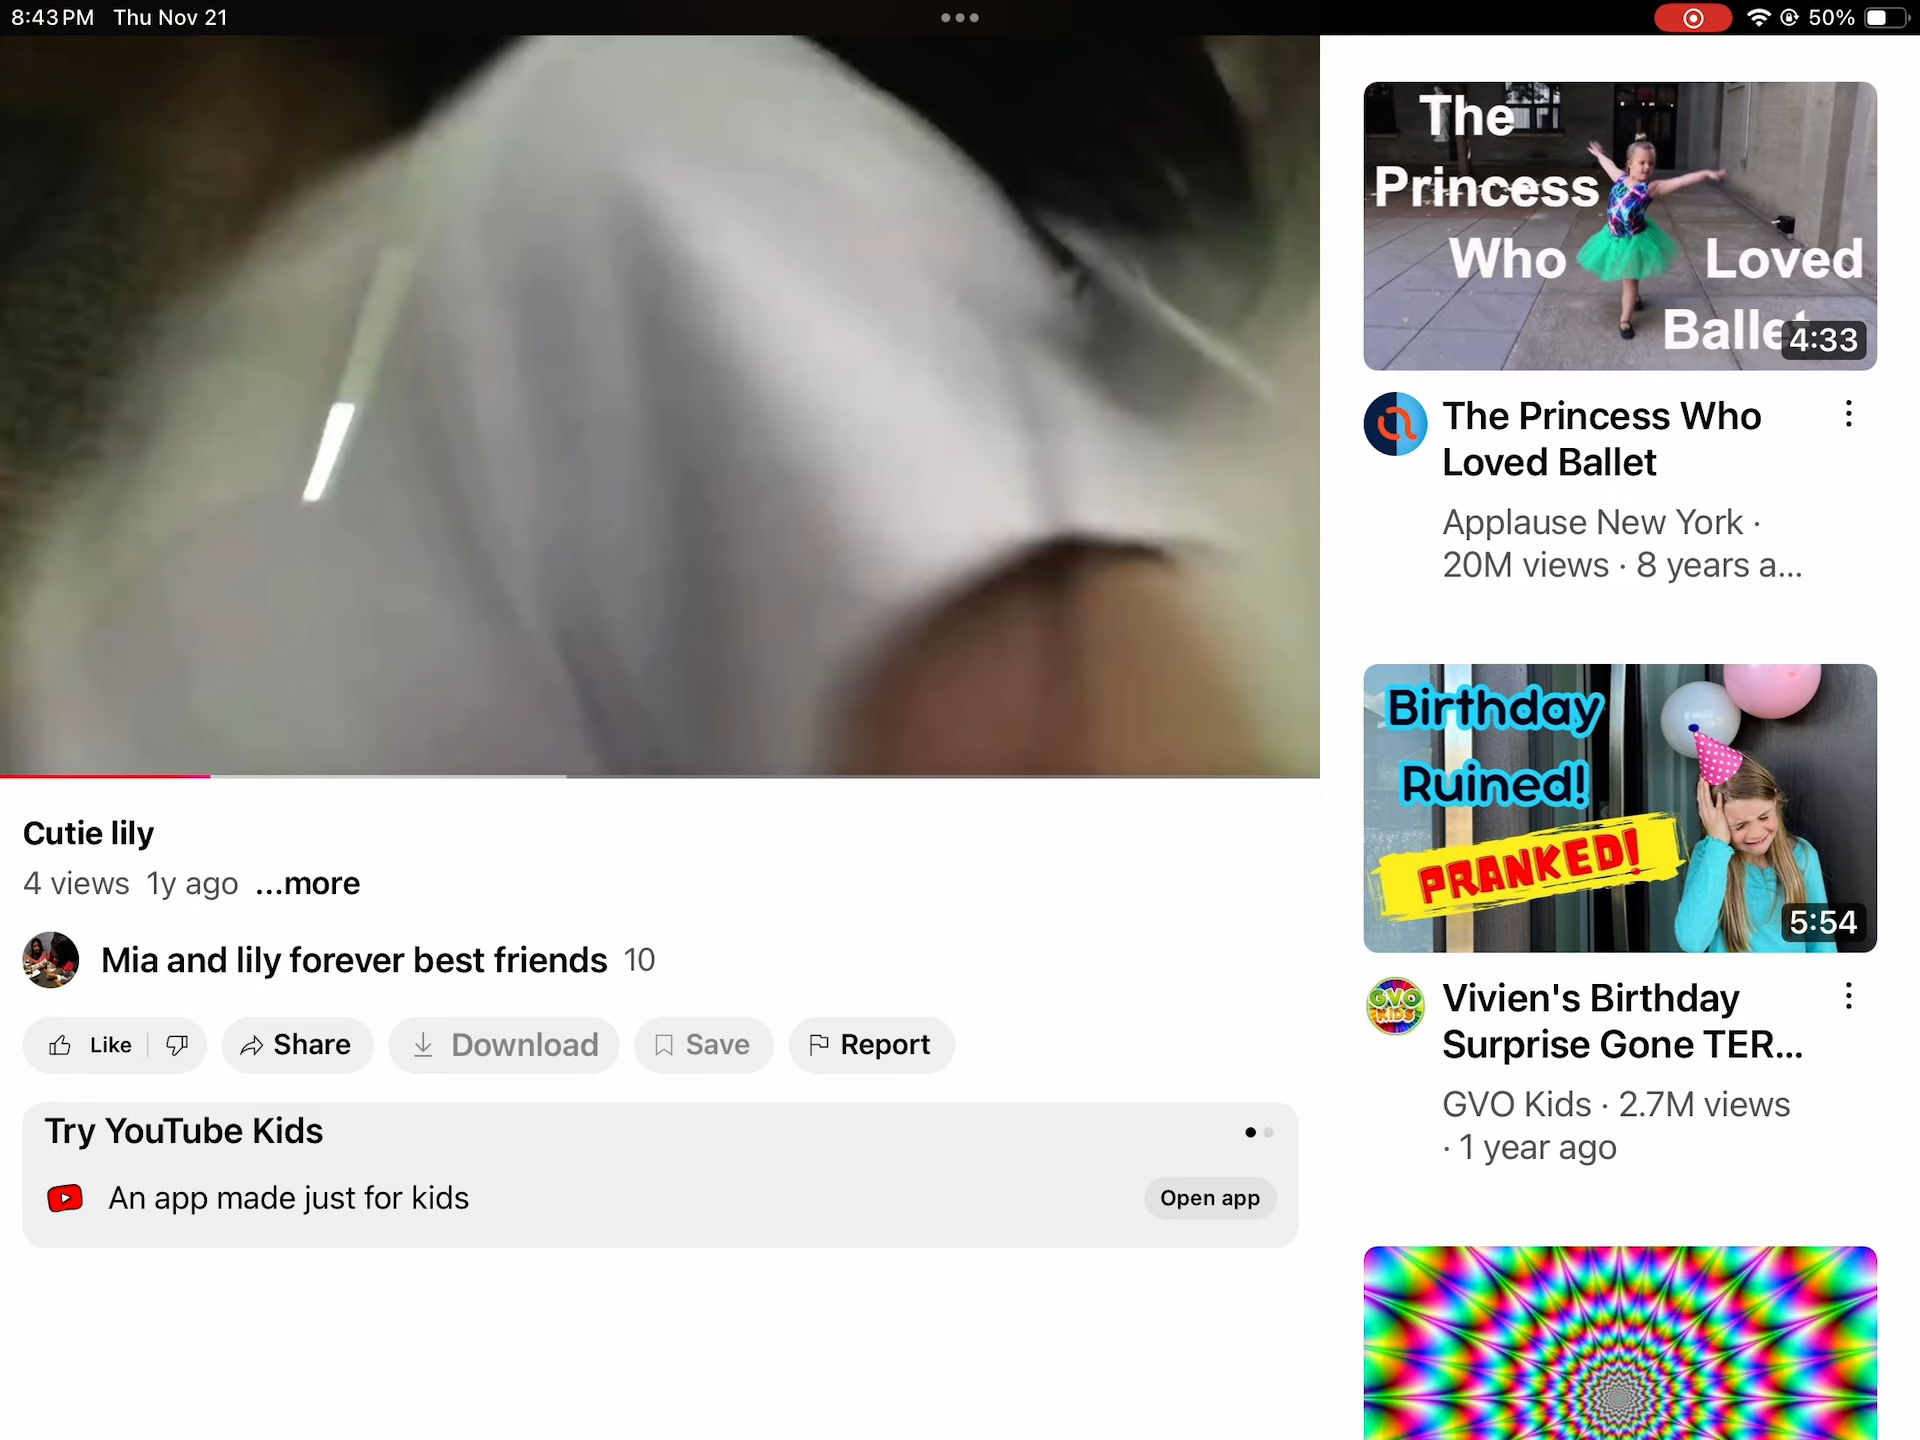 8:43 PM Thu Nov 21
50%
Cutie lily
4 views 1y ago ...more
Mia and lily forever best friends 10
Like
Share
Download
Save
Report
Try YouTube Kids
An app made just for kids
Open app
The
Princess
Who Loved
Ballet
4:33
The Princess Who
Loved Ballet
Applause New York ·
20M views · 8 years a...
Birthday
Ruined!
PRANKED!
5:54
GVO
KIDS
Vivien's Birthday
Surprise Gone TER...
GVO Kids · 2.7M views
· 1 year ago